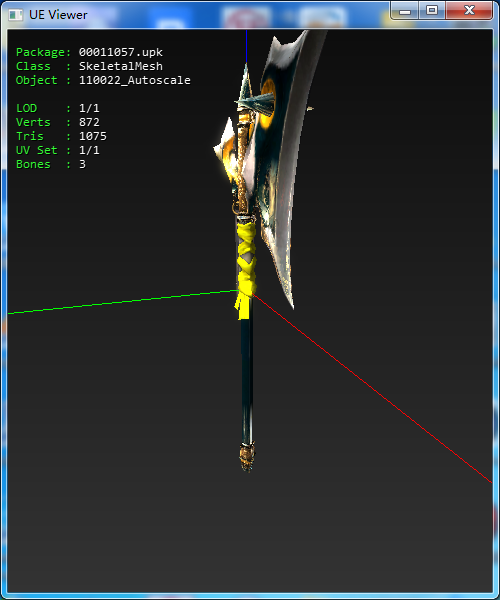 UE Viewer
Package: 00011057.upk
Class : SkeletalMesh
Object : 110022_Autoscale
LOD : 1/1
Verts : 872
Tris : 1075
UV Set : 1/1
Bones : 3